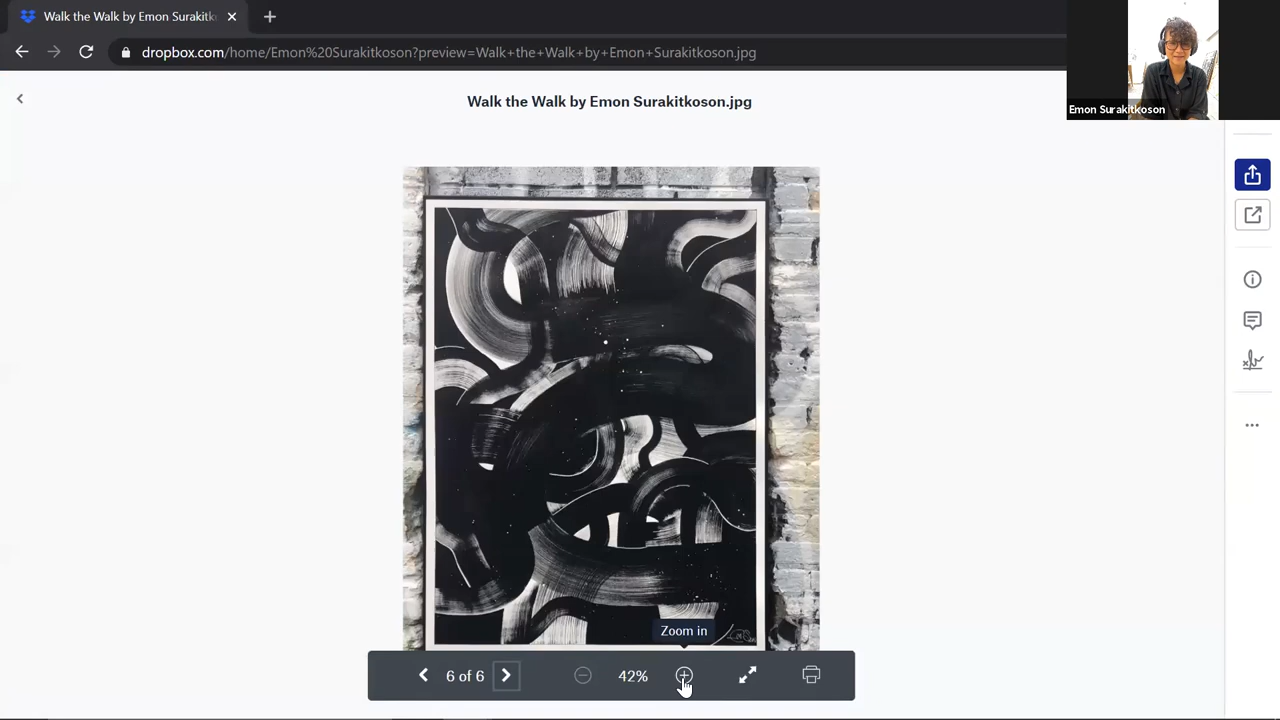 Walk the Walk by Emon Surakitk
dropbox.com/home/Emon%20Surakitkoson?preview=Walk+the+Walk+by+Emon+Surakitkoson.jpg
Emon Surakitkoson
Walk the Walk by Emon Surakitkoson.jpg
Zoom in
6 of 6
42%